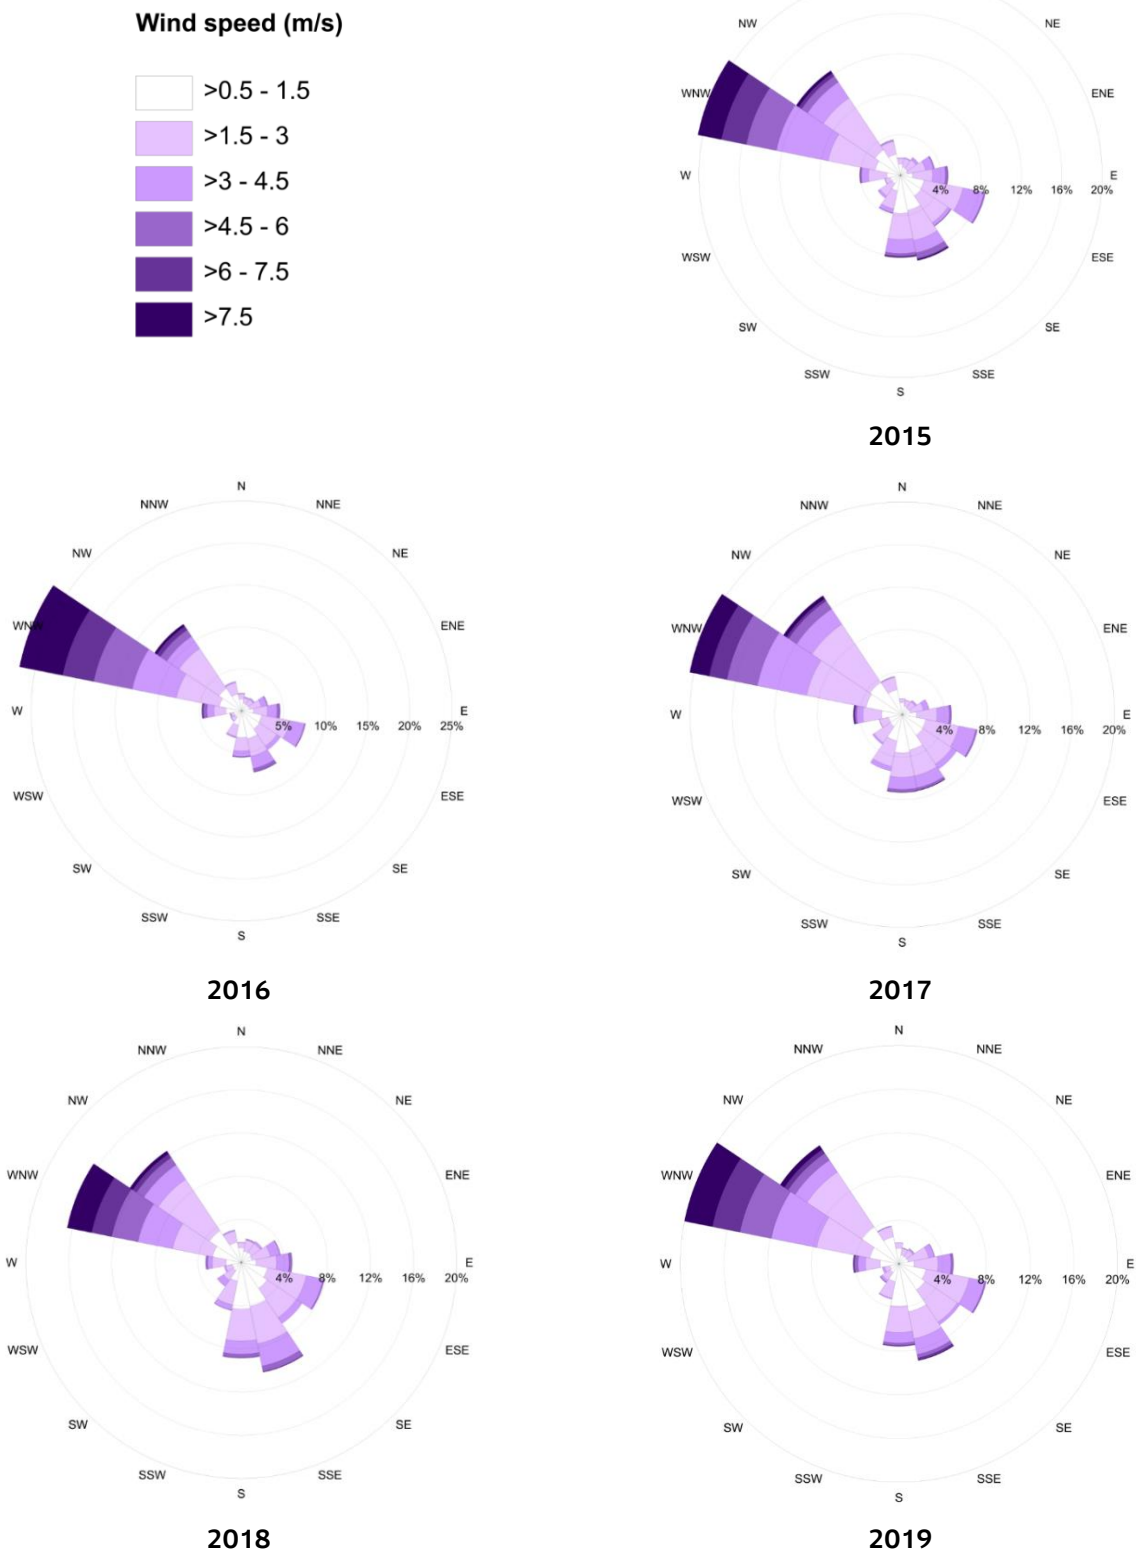 Wind speed (m/s)
>0.5 - 1.5
>1.5 - 3
>3 - 4.5
>4.5 - 6
>6 - 7.5
>7.5
NW NE
WNW ENE
W E
4% 8% 12% 16% 20%
WSW ESE
SW SE
SSW SSE
S
2015
N
NNW NNE
NW NE
WNW ENE
W E
5% 10% 15% 20% 25%
WSW ESE
SW SE
SSW SSE
S
2016
N
NNW NNE
NW NE
WNW ENE
W E
4% 8% 12% 16% 20%
WSW ESE
SW SE
SSW SSE
S
2017
N
NNW NNE
NW NE
WNW ENE
W E
4% 8% 12% 16% 20%
WSW ESE
SW SE
SSW SSE
S
2018
N
NNW NNE
NW NE
WNW ENE
W E
4% 8% 12% 16% 20%
WSW ESE
SW SE
SSW SSE
S
2019